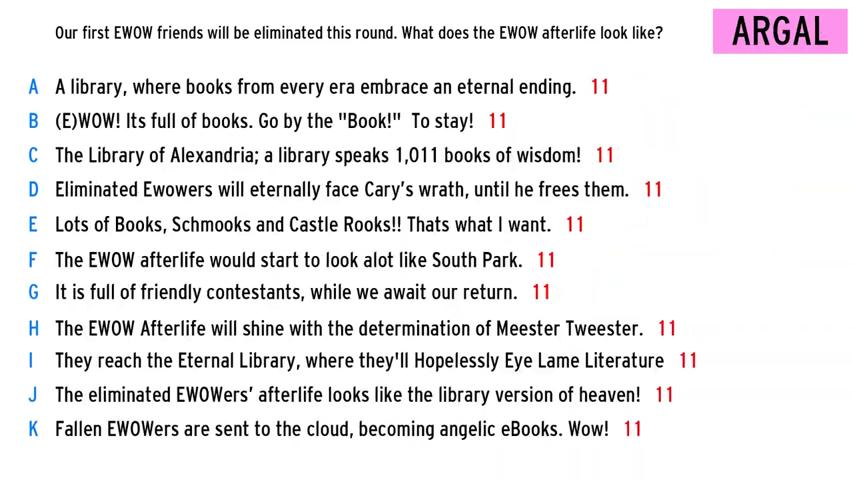 Our first EWOW friends will be eliminated this round. What does the EWOW afterlife look like?
ARGAL
A A library, where books from every era embrace an eternal ending. 11
B (E)WOW! Its full of books. Go by the "Book!" To stay! 11
C The Library of Alexandria; a library speaks 1,011 books of wisdom! 11
D Eliminated Ewowers will eternally face Cary's wrath, until he frees them. 11
E Lots of Books, Schmooks and Castle Rooks!! Thats what I want. 11
F The EWOW afterlife would start to look alot like South Park. 11
G It is full of friendly contestants, while we await our return. 11
H The EWOW Afterlife will shine with the determination of Meester Tweester. 11
I They reach the Eternal Library, where they'll Hopelessly Eye Lame Literature 11
J The eliminated EWOWers’ afterlife looks like the library version of heaven! 11
K Fallen EWOWers are sent to the cloud, becoming angelic eBooks. Wow! 11